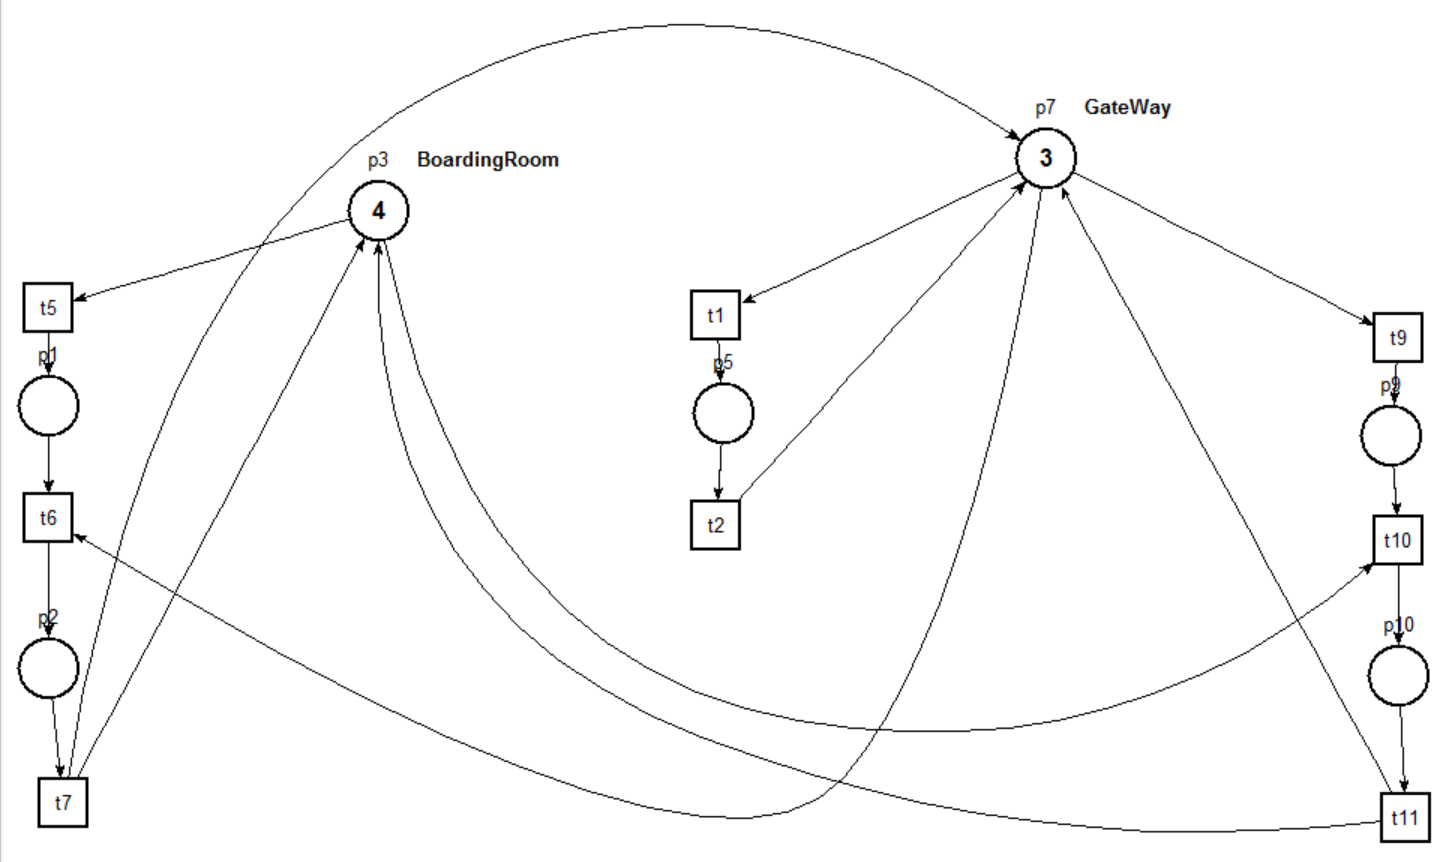 p7 GateWay
3
p3 BoardingRoom
4
t5
t1
t9
p1
p5
p9
t6
t2
t10
p2
p10
t7
t11